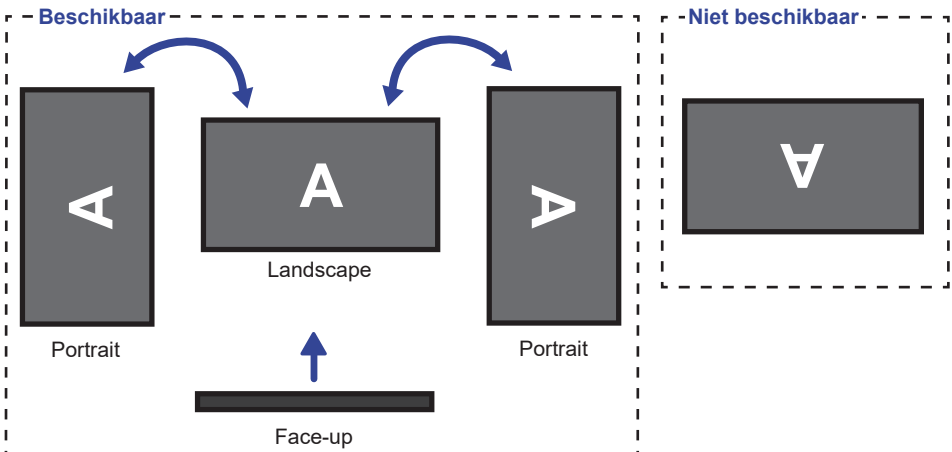 Beschikbaar
Niet beschikbaar
A
A
A
A
Landscape
Portrait
Portrait
Face-up